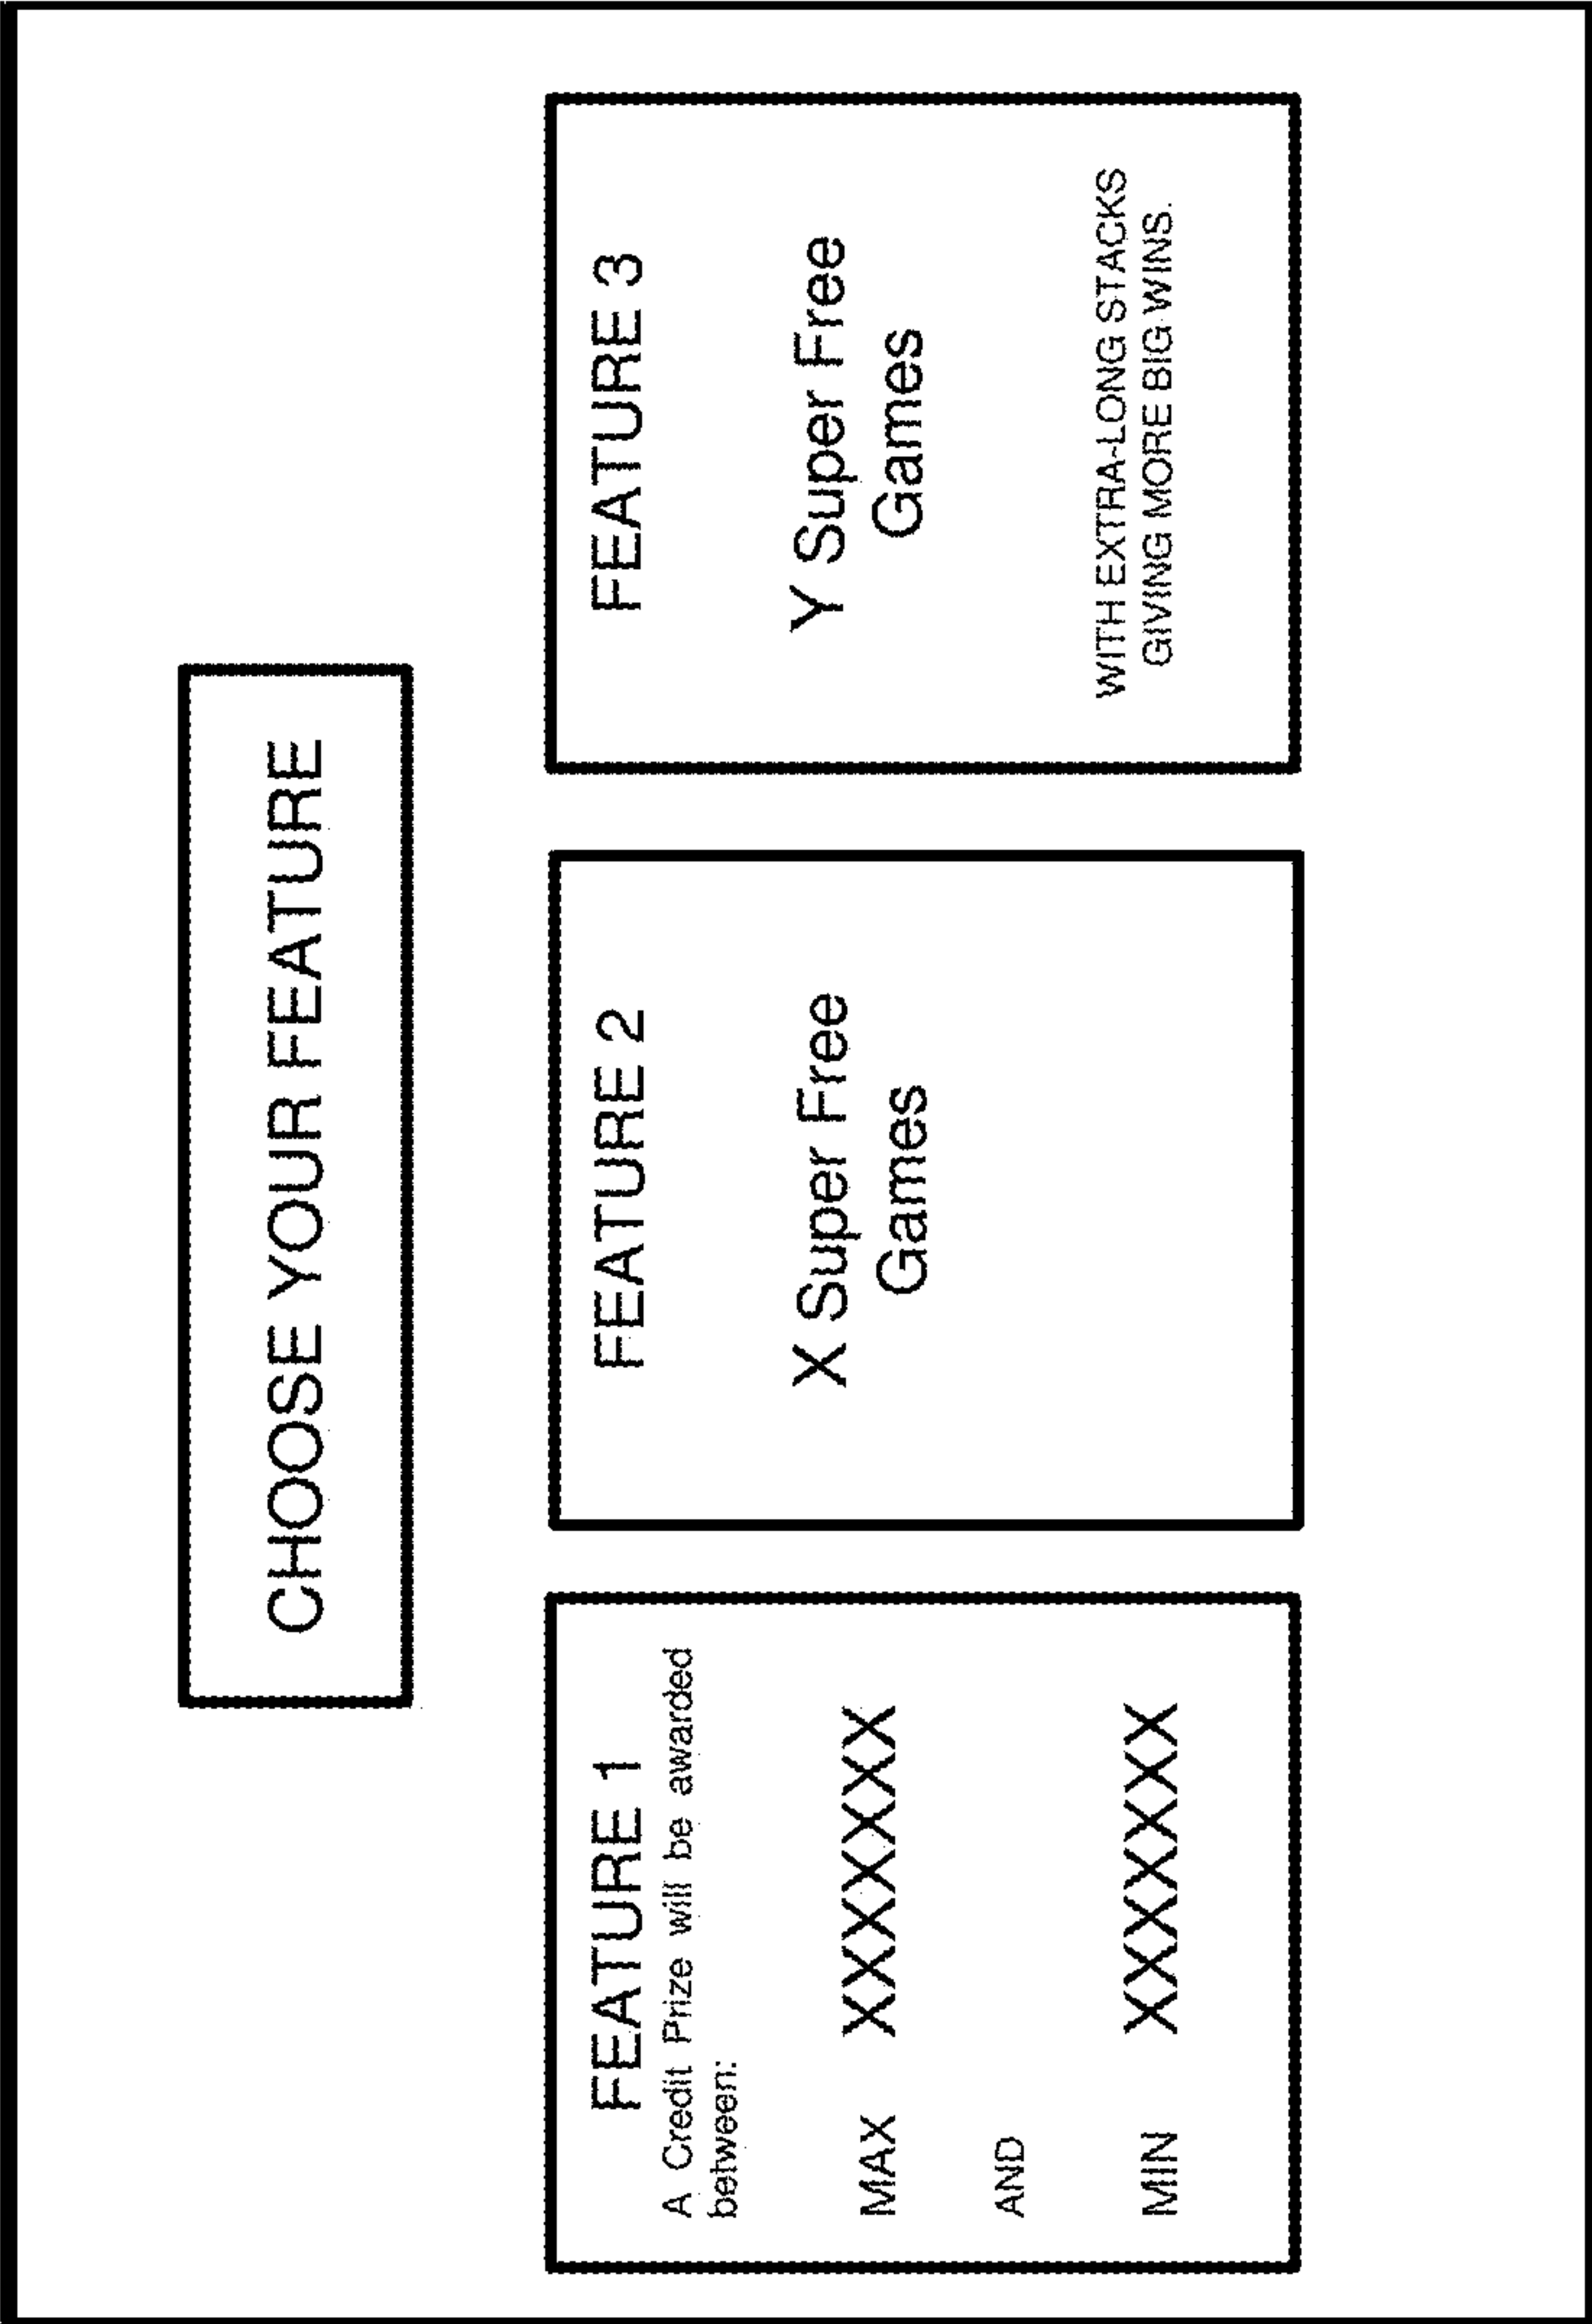 CHOOSE YOUR FEATURE
FEATURE 1
A Credit Prize will be awarded
between:
MAX XXXXXXX
AND
MIN XXXXXXX
FEATURE 2
X Super Free
Games
FEATURE 3
Y Super Free
Games
WITH EXTRA-LONG STACKS
GIVING MORE BIG WINS.